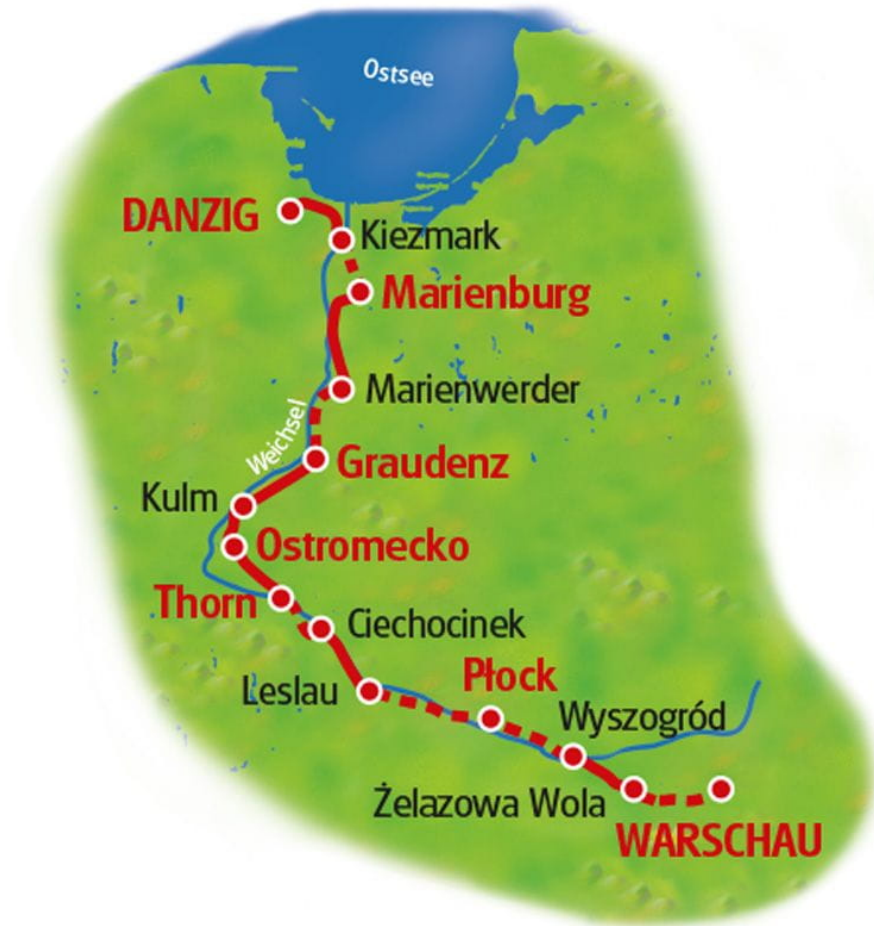 Ostsee
DANZIG
Kiezmark
Marienburg
Marienwerder
Weichsel
Graudenz
Kulm
Ostromecko
Thorn
Ciechocinek
Leslau
Płock
Wyszogród
Żelazowa Wola
WARSCHAU